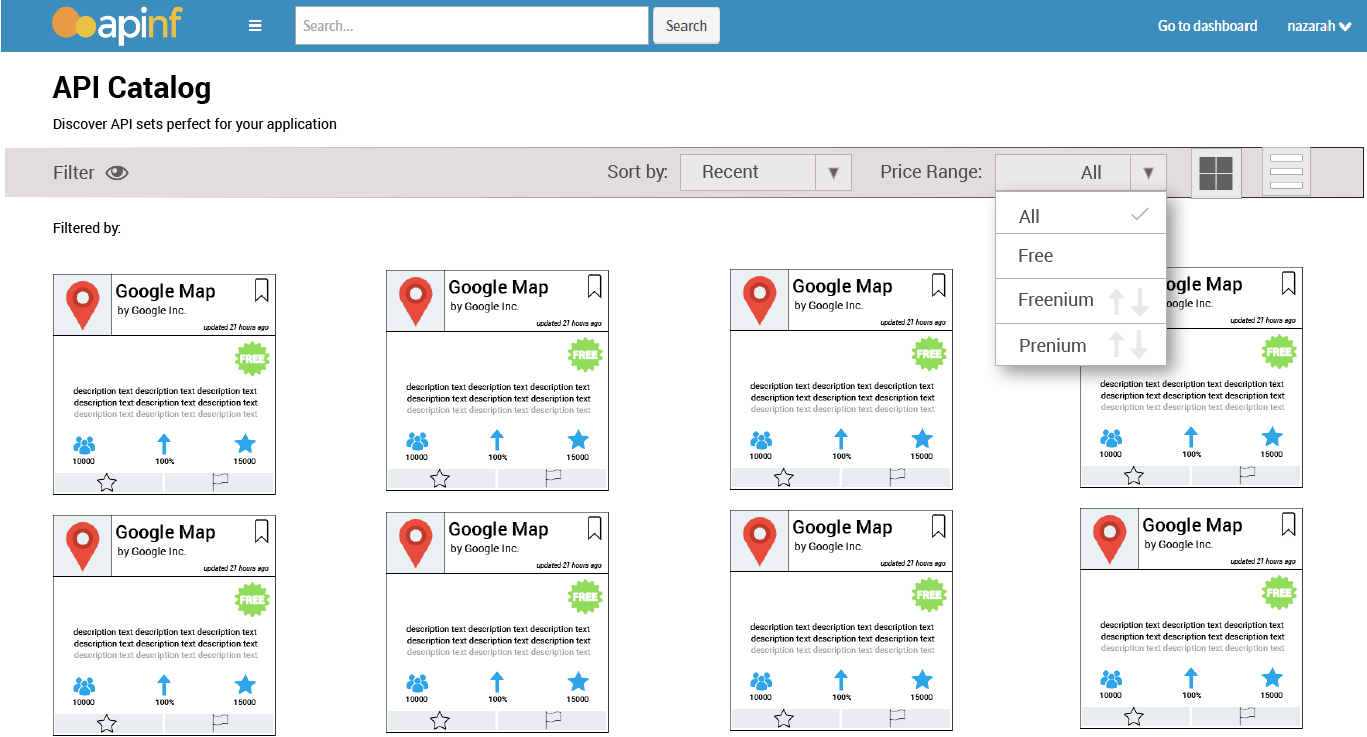 apinf
Search...
Search
Go to dashboard
nazarah
API Catalog
Discover API sets perfect for your application
Filter
Sort by:
Recent
Price Range:
All
All
Free
Freenium
Prenium
Filtered by:
Google Map
by Google Inc.
updated 21 hours ago
FREE
description text description text description text
description text description text description text
description text description text description text
10000
100%
15000
Google Map
by Google Inc.
updated 21 hours ago
FREE
description text description text description text
description text description text description text
description text description text description text
10000
100%
15000
Google Map
by Google Inc.
updated 21 hours ago
FREE
description text description text description text
description text description text description text
description text description text description text
10000
100%
15000
ogle Map
oogle Inc.
updated 21 hours ago
FREE
description text description text description text
description text description text description text
description text description text description text
10000
100%
15000
Google Map
by Google Inc.
updated 21 hours ago
FREE
description text description text description text
description text description text description text
description text description text description text
10000
100%
15000
Google Map
by Google Inc.
updated 21 hours ago
FREE
description text description text description text
description text description text description text
description text description text description text
10000
100%
15000
Google Map
by Google Inc.
updated 21 hours ago
FREE
description text description text description text
description text description text description text
description text description text description text
10000
100%
15000
Google Map
by Google Inc.
updated 21 hours ago
FREE
description text description text description text
description text description text description text
description text description text description text
10000
100%
15000